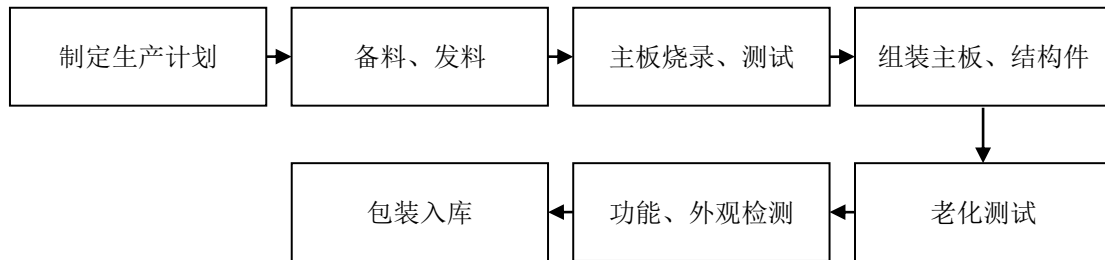 制定生产计划
备料、发料
主板烧录、测试
组装主板、结构件
老化测试
功能、外观检测
包装入库